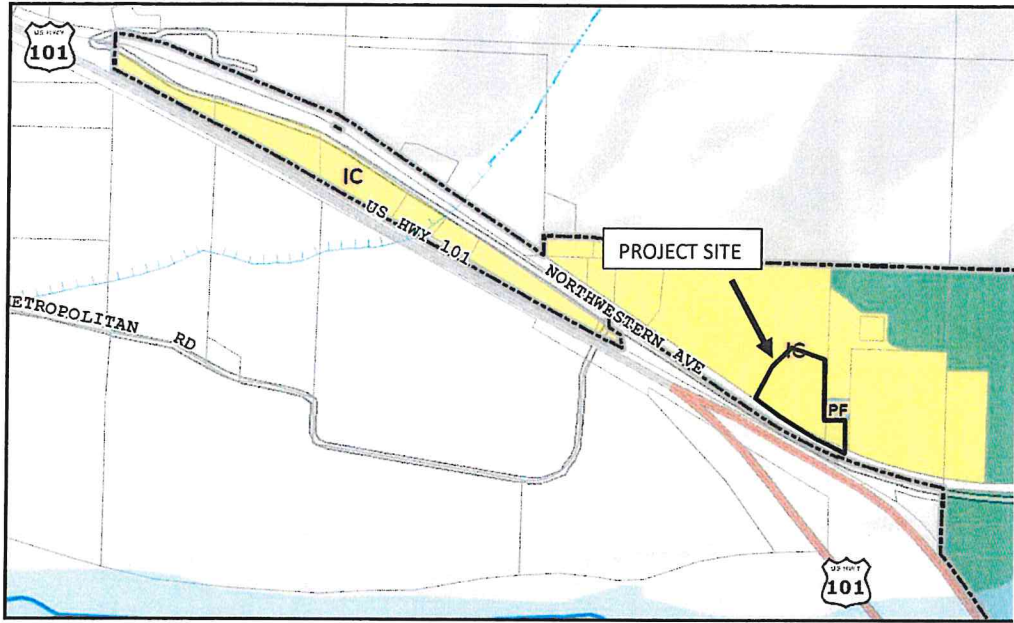 US HWY
101
IC
US HWY 101
PROJECT SITE
NORTHWESTERN AVE
IC
PF
METROPOLITAN RD
US HWY
101